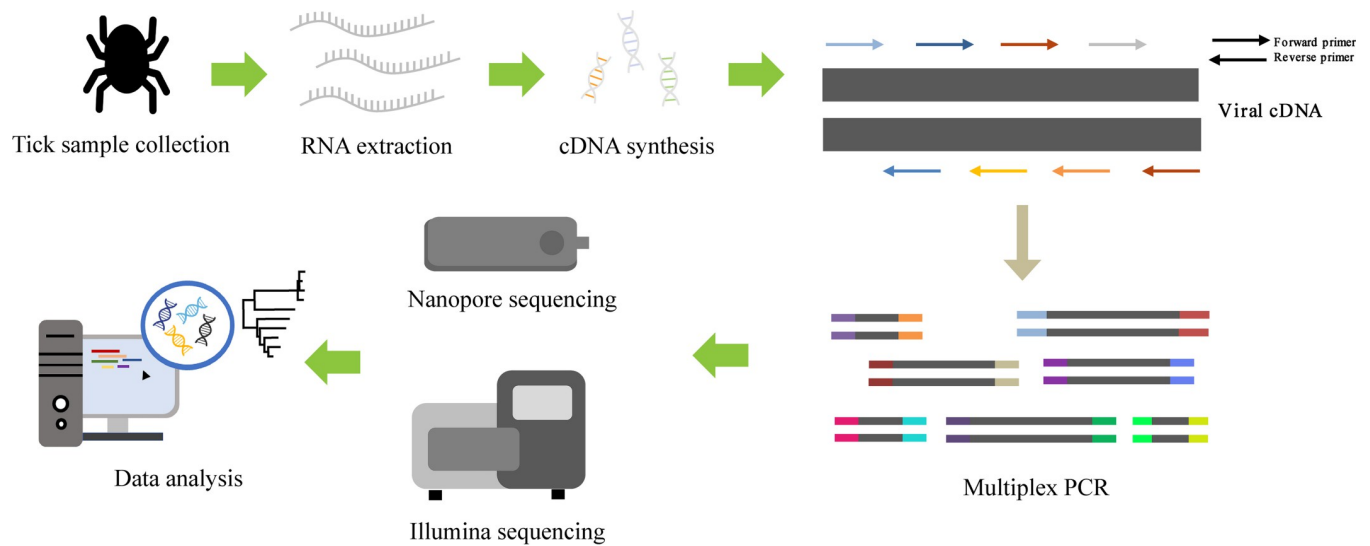 Forward primer
Reverse primer
Viral cDNA
Tick sample collection
RNA extraction
cDNA synthesis
Nanopore sequencing
Data analysis
Multiplex PCR
Illumina sequencing